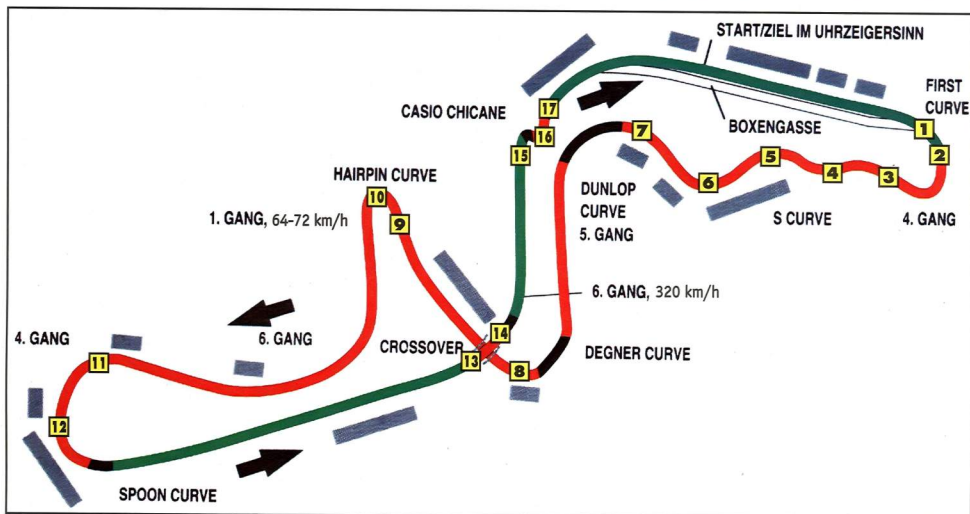 START/ZIEL IM UHRZEIGERSINN
FIRST
CURVE
CASIO CHICANE
17
16
15
BOXENGASSE
1
2
7
6
5
4
3
HAIRPIN CURVE
10
9
1. GANG, 64-72 km/h
DUNLOP
CURVE
5. GANG
S CURVE
4. GANG
6. GANG, 320 km/h
4. GANG
6. GANG
CROSSOVER
14
13
8
DEGNER CURVE
11
12
SPOON CURVE